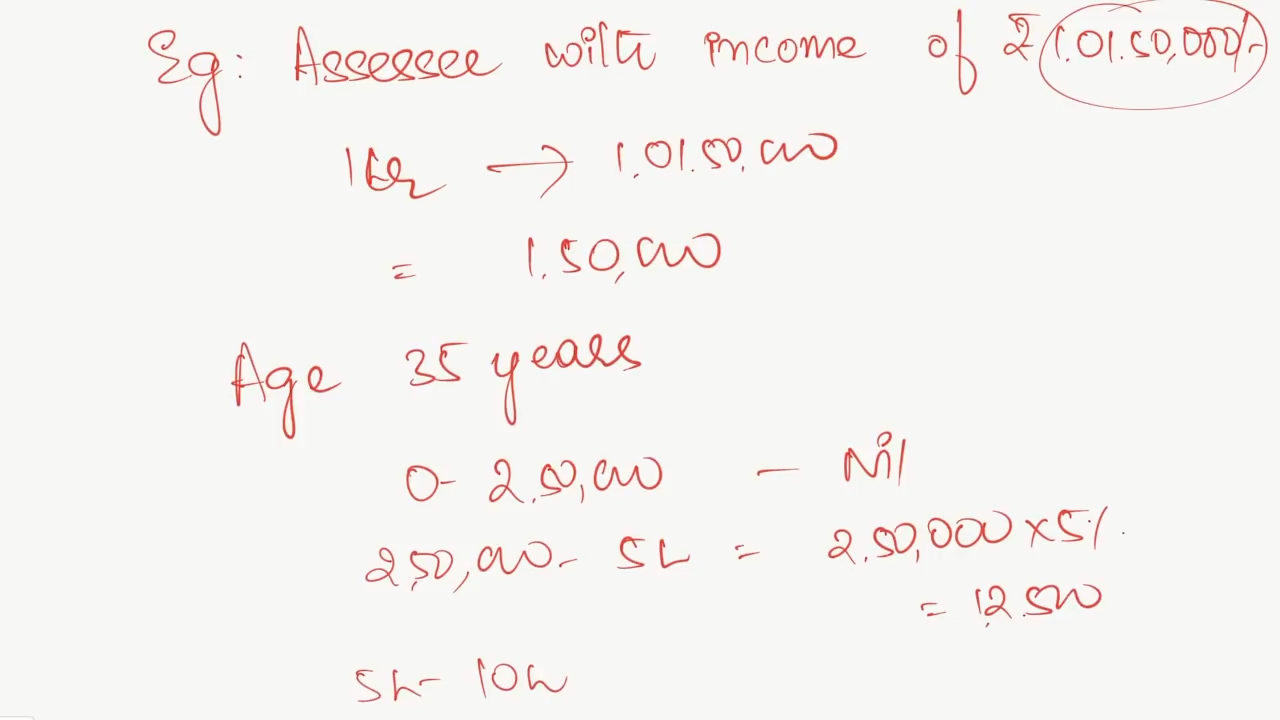 Eg: Assessee with income of ₹ 1.01.50,000/-
1Cr → 1.01.50,000
= 1.50,000
Age 35 years
0- 2.50,000 - Nil
2,50,000 - 5L = 2.50,000 x 5%.
= 12.500
5L- 10L